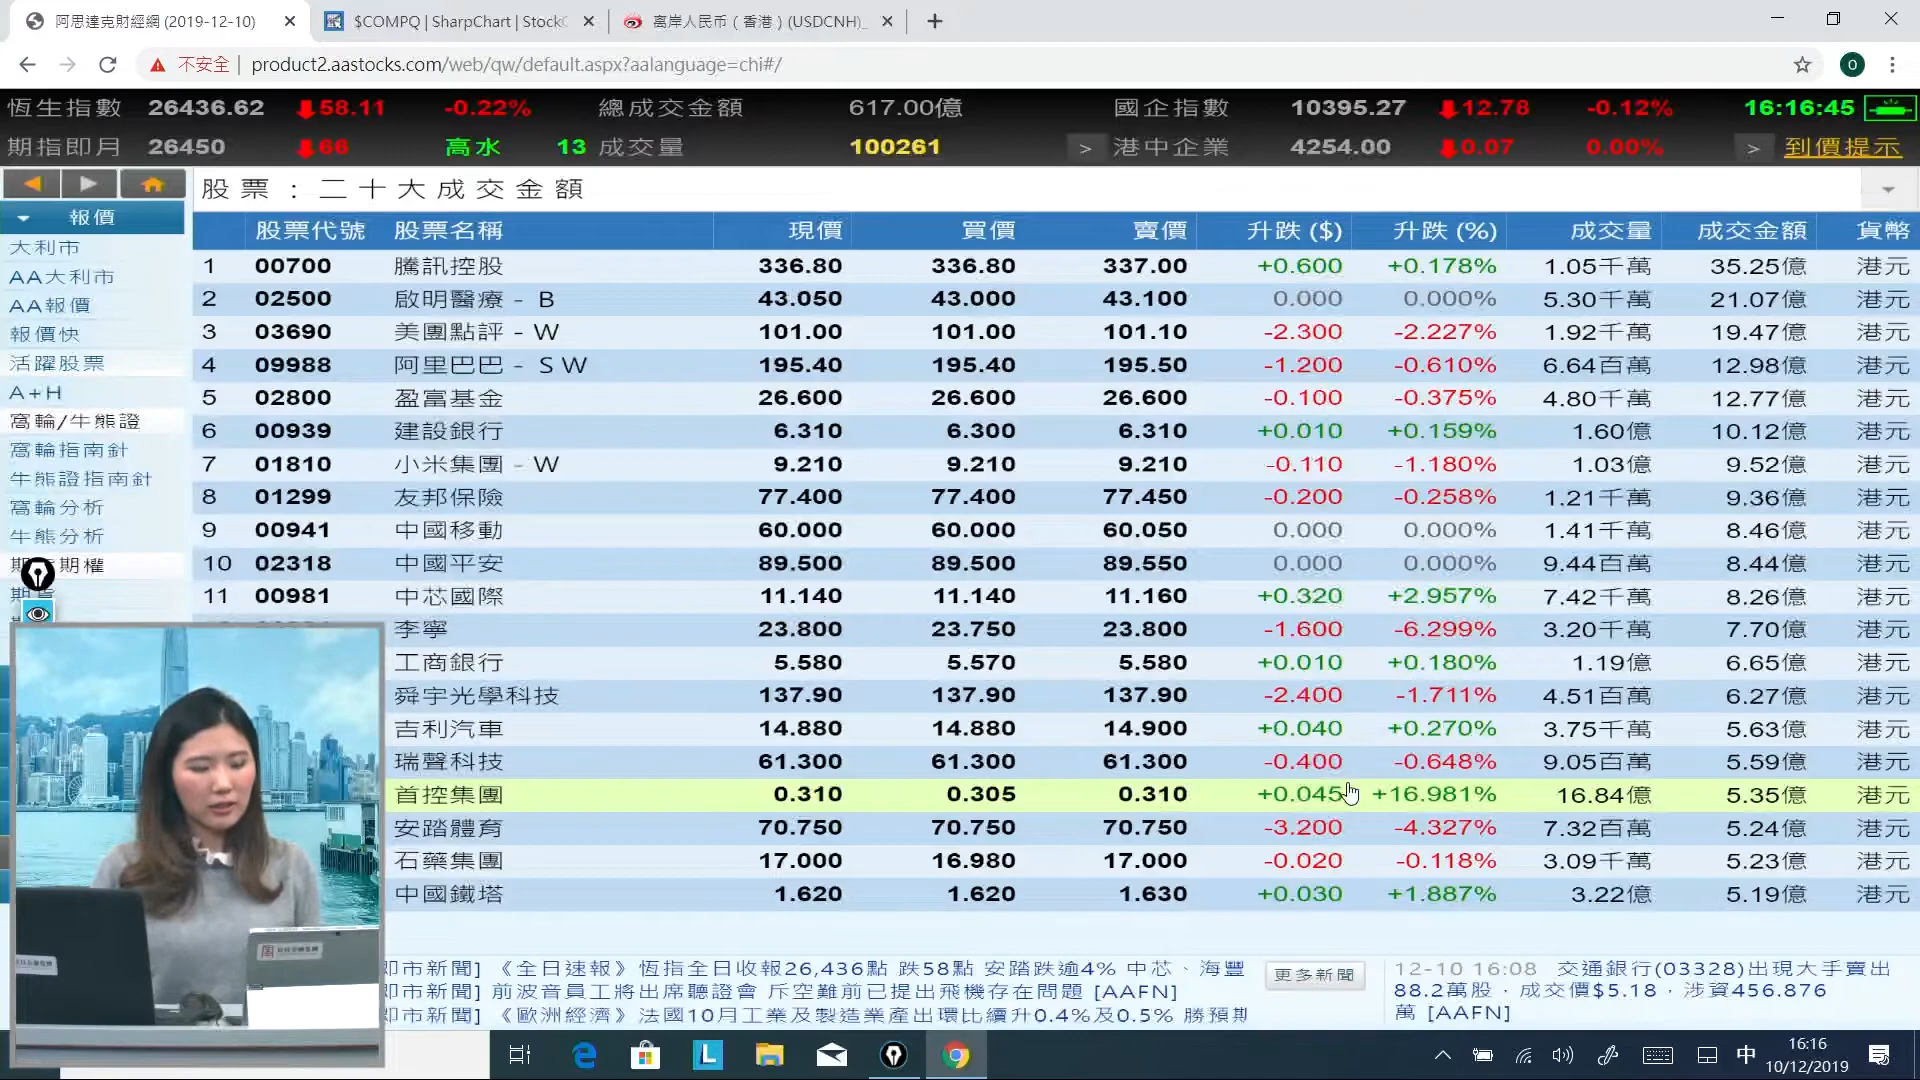 阿思達克財經網 (2019-12-10)
$COMPQ | SharpChart | StockC
离岸人民币（香港）(USDCNH)_
不安全 | product2.aastocks.com/web/qw/default.aspx?aalanguage=chi#/
O
恆生指數 26436.62 58.11 -0.22% 總成交金額 617.00億 國企指數 10395.27 12.78 -0.12% 16:16:45
期指即月 26450 66 高水 13 成交量 100261 > 港中企業 4254.00 0.07 0.00% > 到價提示
股票：二十大成交金額
報價
大利市
AA大利市
AA報價
報價快
活躍股票
A+H
窩輪/牛熊證
窩輪指南針
牛熊證指南針
窩輪分析
牛熊分析
期 期權
股票代號 股票名稱 現價 買價 賣價 升跌 ($) 升跌 (%) 成交量 成交金額 貨幣
1 00700 騰訊控股 336.80 336.80 337.00 +0.600 +0.178% 1.05千萬 35.25億 港元
2 02500 啟明醫療 - B 43.050 43.000 43.100 0.000 0.000% 5.30千萬 21.07億 港元
3 03690 美團點評 - W 101.00 101.00 101.10 -2.300 -2.227% 1.92千萬 19.47億 港元
4 09988 阿里巴巴 - SW 195.40 195.40 195.50 -1.200 -0.610% 6.64百萬 12.98億 港元
5 02800 盈富基金 26.600 26.600 26.600 -0.100 -0.375% 4.80千萬 12.77億 港元
6 00939 建設銀行 6.310 6.300 6.310 +0.010 +0.159% 1.60億 10.12億 港元
7 01810 小米集團 - W 9.210 9.210 9.210 -0.110 -1.180% 1.03億 9.52億 港元
8 01299 友邦保險 77.400 77.400 77.450 -0.200 -0.258% 1.21千萬 9.36億 港元
9 00941 中國移動 60.000 60.000 60.050 0.000 0.000% 1.41千萬 8.46億 港元
10 02318 中國平安 89.500 89.500 89.550 0.000 0.000% 9.44百萬 8.44億 港元
11 00981 中芯國際 11.140 11.140 11.160 +0.320 +2.957% 7.42千萬 8.26億 港元
李寧 23.800 23.750 23.800 -1.600 -6.299% 3.20千萬 7.70億 港元
工商銀行 5.580 5.570 5.580 +0.010 +0.180% 1.19億 6.65億 港元
舜宇光學科技 137.90 137.90 137.90 -2.400 -1.711% 4.51百萬 6.27億 港元
吉利汽車 14.880 14.880 14.900 +0.040 +0.270% 3.75千萬 5.63億 港元
瑞聲科技 61.300 61.300 61.300 -0.400 -0.648% 9.05百萬 5.59億 港元
首控集團 0.310 0.305 0.310 +0.045 +16.981% 16.84億 5.35億 港元
安踏體育 70.750 70.750 70.750 -3.200 -4.327% 7.32百萬 5.24億 港元
石藥集團 17.000 16.980 17.000 -0.020 -0.118% 3.09千萬 5.23億 港元
中國鐵塔 1.620 1.620 1.630 +0.030 +1.887% 3.22億 5.19億 港元
即市新聞] 《全日速報》恆指全日收報26,436點 跌58點 安踏跌逾4% 中芯、海豐
即市新聞] 前波音員工將出席聽證會 斥空難前已提出飛機存在問題 [AAFN]
即市新聞] 《歐洲經濟》法國10月工業及製造業產出環比續升0.4%及0.5% 勝預期
更多新聞
12-10 16:08 交通銀行(03328)出現大手賣出
88.2萬股，成交價$5.18，涉資456.876
萬 [AAFN]
L
中
16:16
10/12/2019